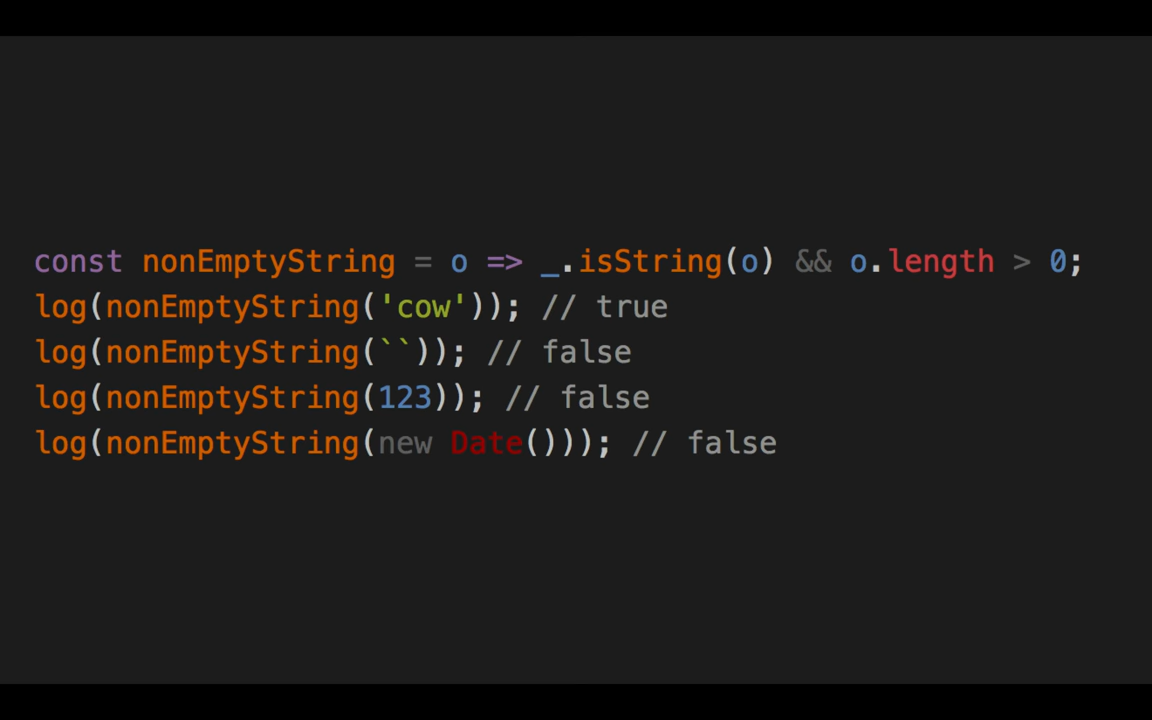 const nonEmptyString = o => _.isString(o) && o.length > 0;
log(nonEmptyString('cow')); // true
log(nonEmptyString(``)); // false
log(nonEmptyString(123)); // false
log(nonEmptyString(new Date())); // false